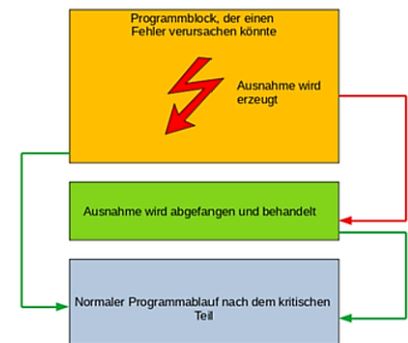 Programmblock, der einen
Fehler verursachen könnte
Ausnahme wird
erzeugt
Ausnahme wird abgefangen und behandelt
Normaler Programmablauf nach dem kritischen
Teil